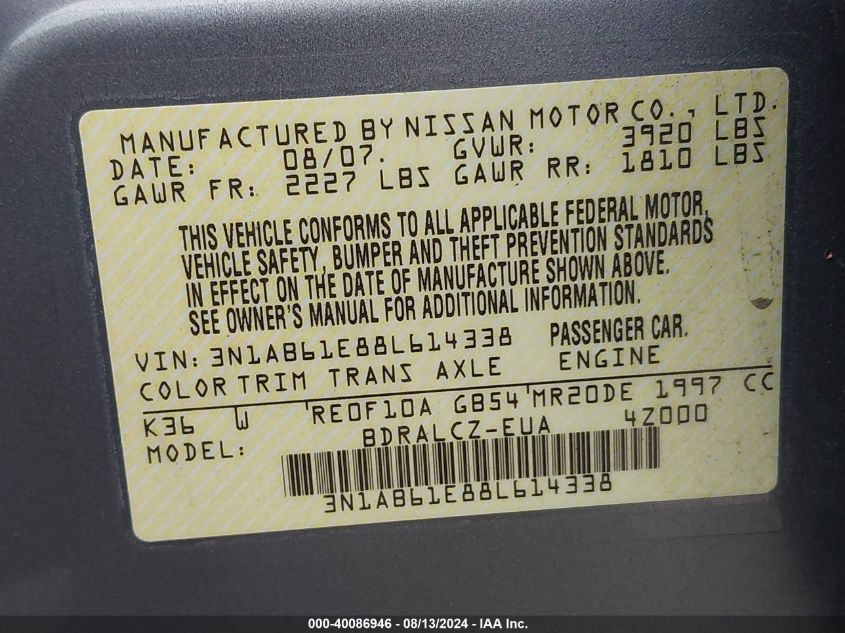 MANUFACTURED BY NISSAN MOTOR CO., LTD.
DATE: 08/07. GVWR: 3920 LBS
GAWR FR: 2227 LBS GAWR RR: 1810 LBS
THIS VEHICLE CONFORMS TO ALL APPLICABLE FEDERAL MOTOR
VEHICLE SAFETY, BUMPER AND THEFT PREVENTION STANDARDS
IN EFFECT ON THE DATE OF MANUFACTURE SHOWN ABOVE.
SEE OWNER'S MANUAL FOR ADDITIONAL INFORMATION.
VIN: 3N1AB61E88L614338 PASSENGER CAR.
COLOR TRIM TRANS AXLE ENGINE
K36 W RE0F10A GB54 MR20DE 1997 CC
MODEL: BDRALCZ-EUA 4Z000
3N1AB61E88L614338
000-40086946 - 08/13/2024 - IAA Inc.